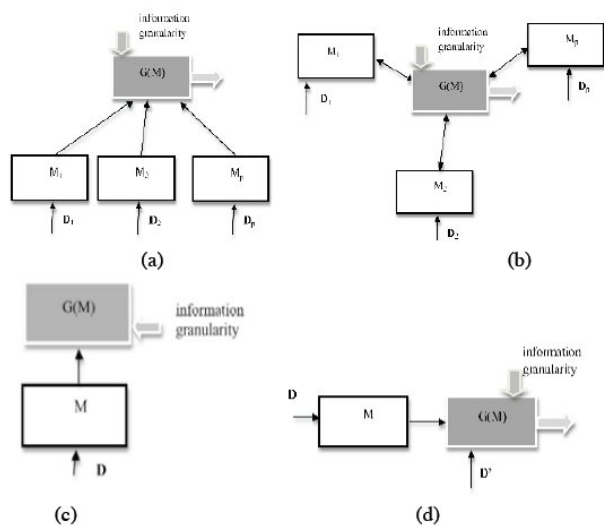 information
granularity
G(M)
M₁ M₂ Mₚ
D₁ D₂ Dₚ
(a)
information
granularity
M₁
Mₚ
G(M)
D₁
Dₚ
M₂
D₂
(b)
G(M)
information
granularity
M
D
(c)
information
granularity
D
M
G(M)
D'
(d)